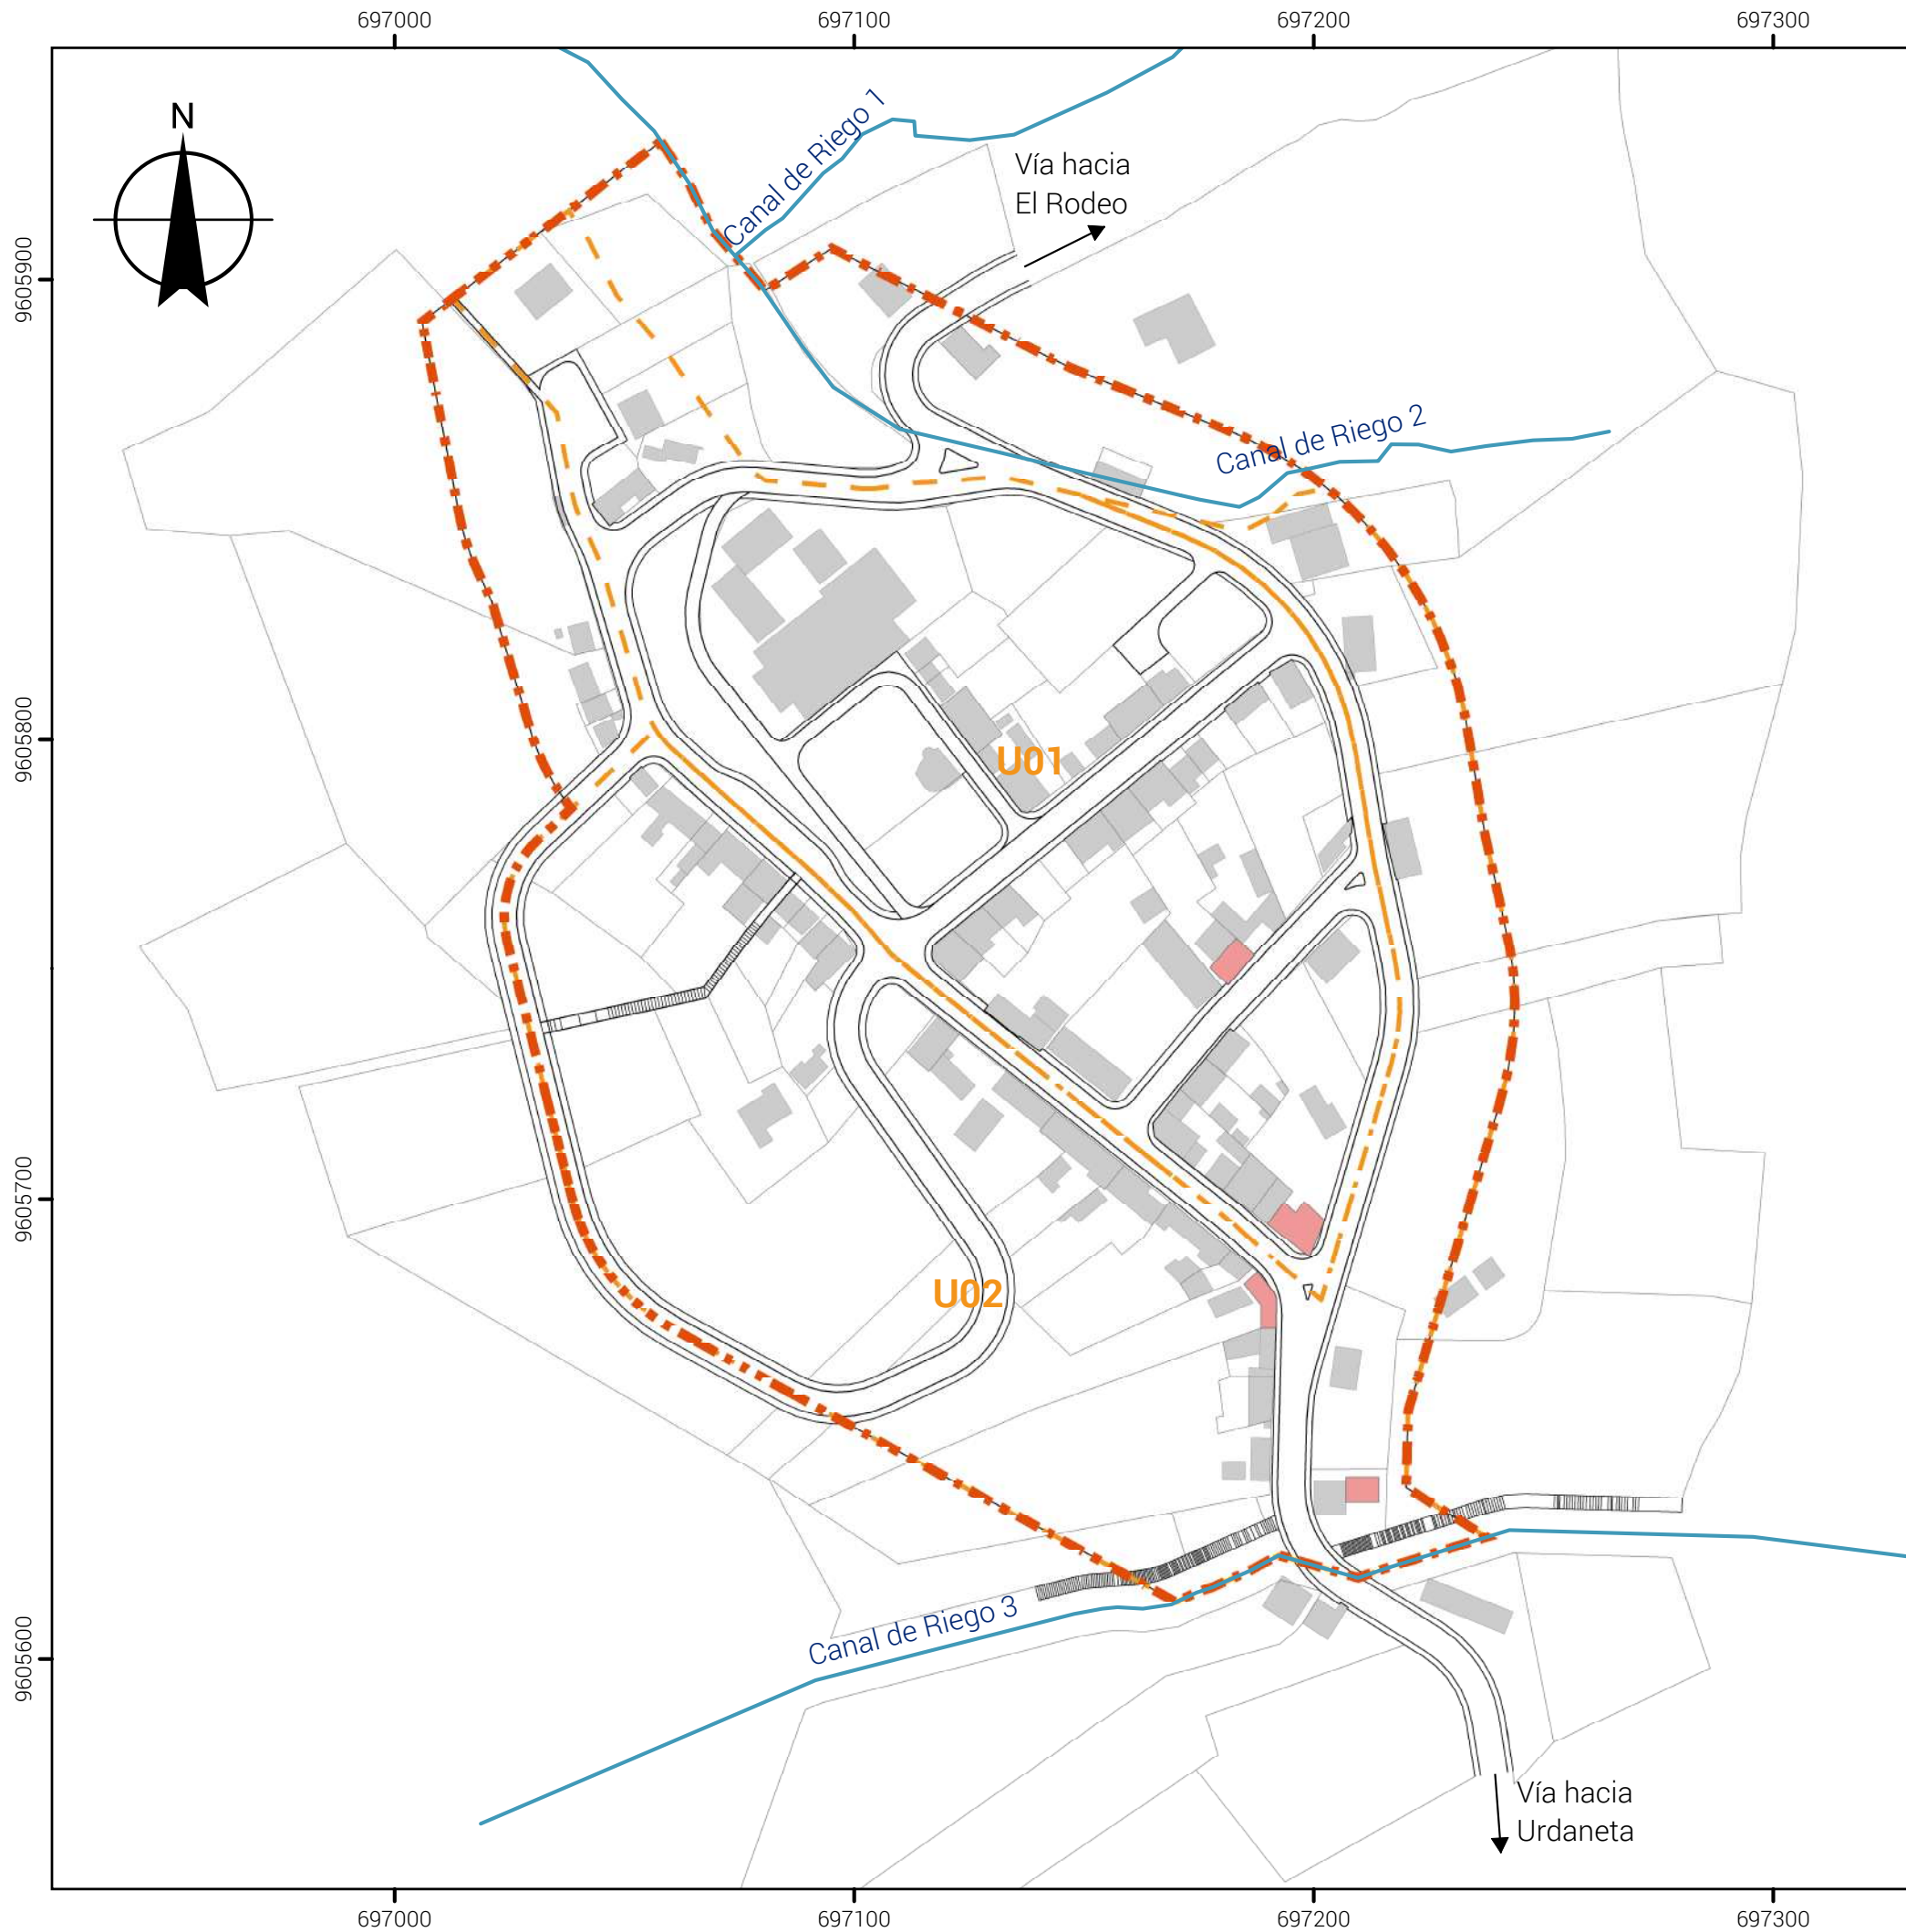 697000
697100
697200
697300
N
Canal de Riego 1
Vía hacia
El Rodeo
9605900
Canal de Riego 2
9605800
U01
9605700
U02
9605600
Canal de Riego 3
Vía hacia
Urdaneta
697000
697100
697200
697300